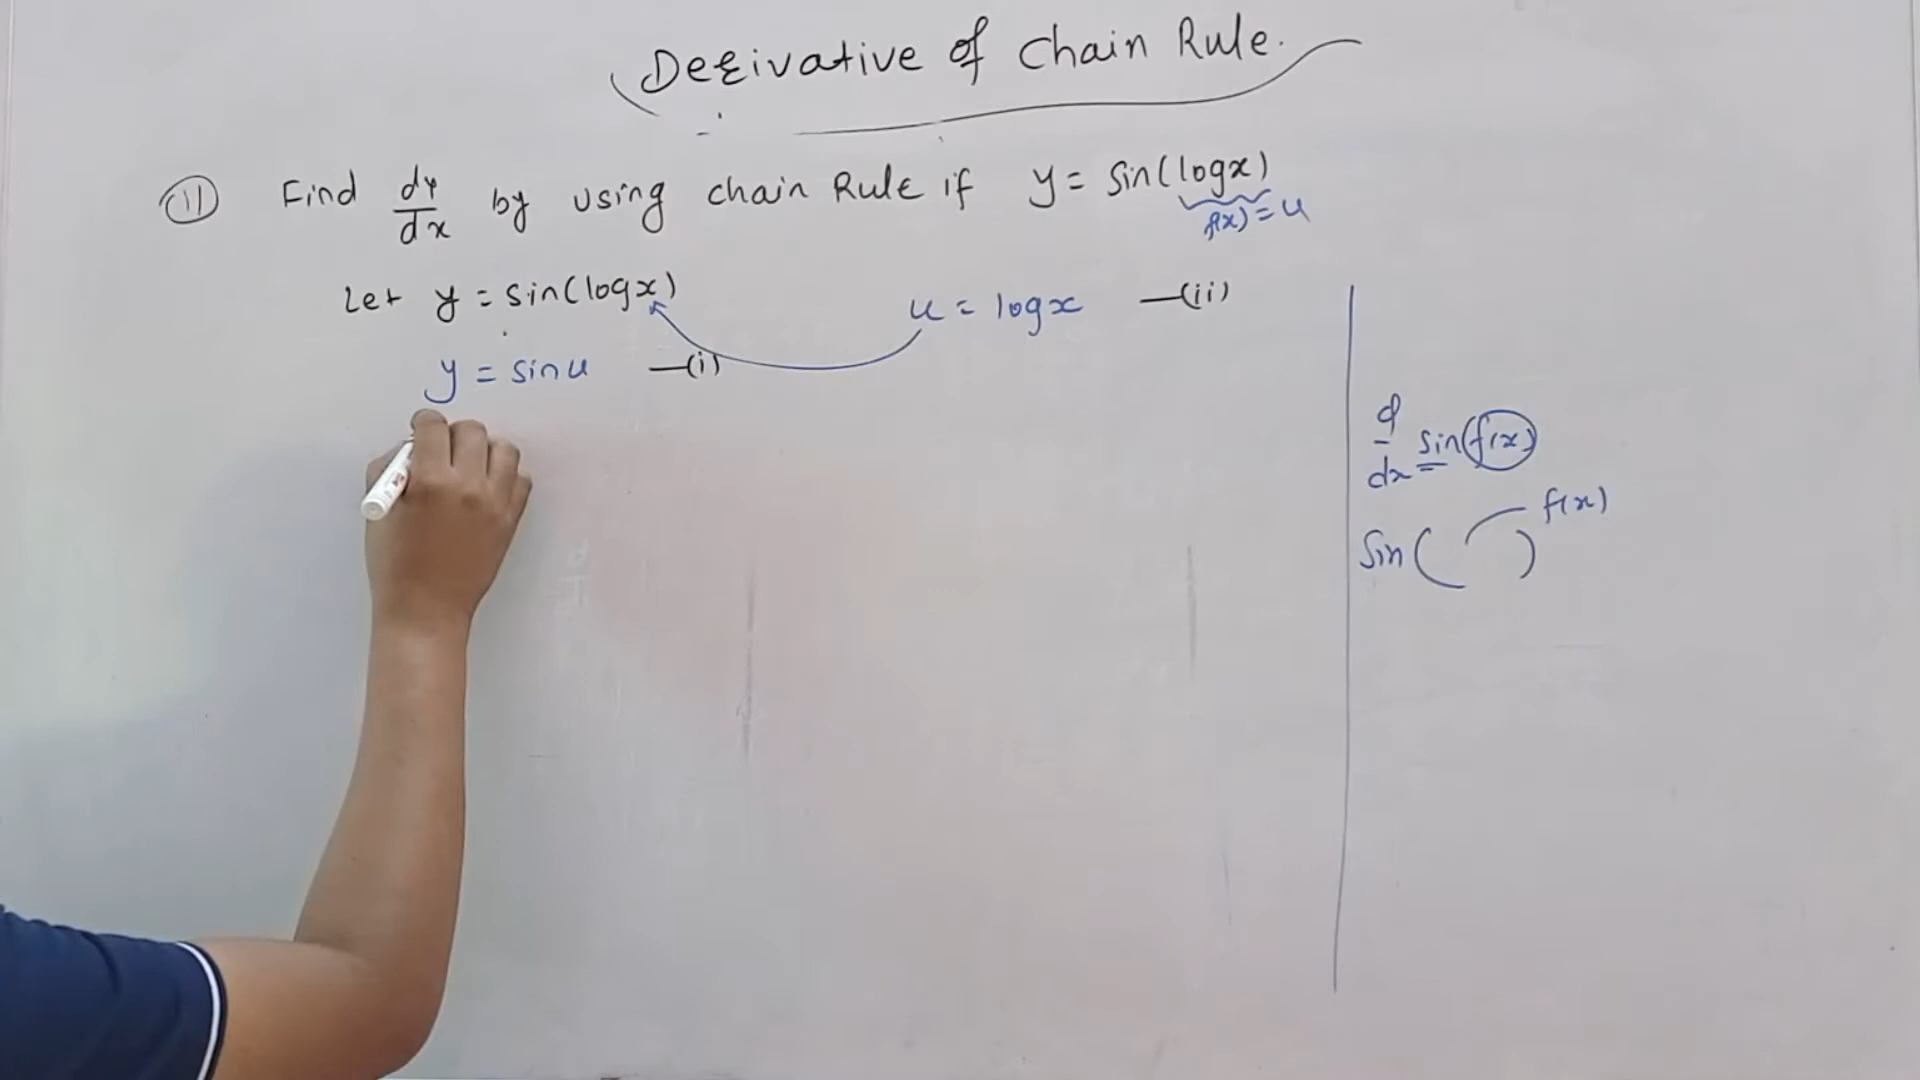 Derivative of Chain Rule.
(11) Find dy/dx by using chain Rule if y = Sin(logx)
f(x) = u
Let y = sin(logx)
u = logx —(ii)
y = sinu —(i)
d/dx sin(f(x))
Sin( ) f(x)